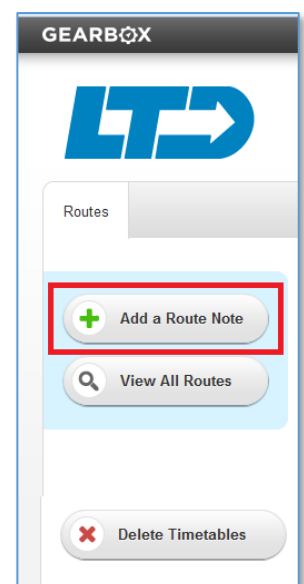 GEARBOX
LTD
Routes
Add a Route Note
View All Routes
Delete Timetables